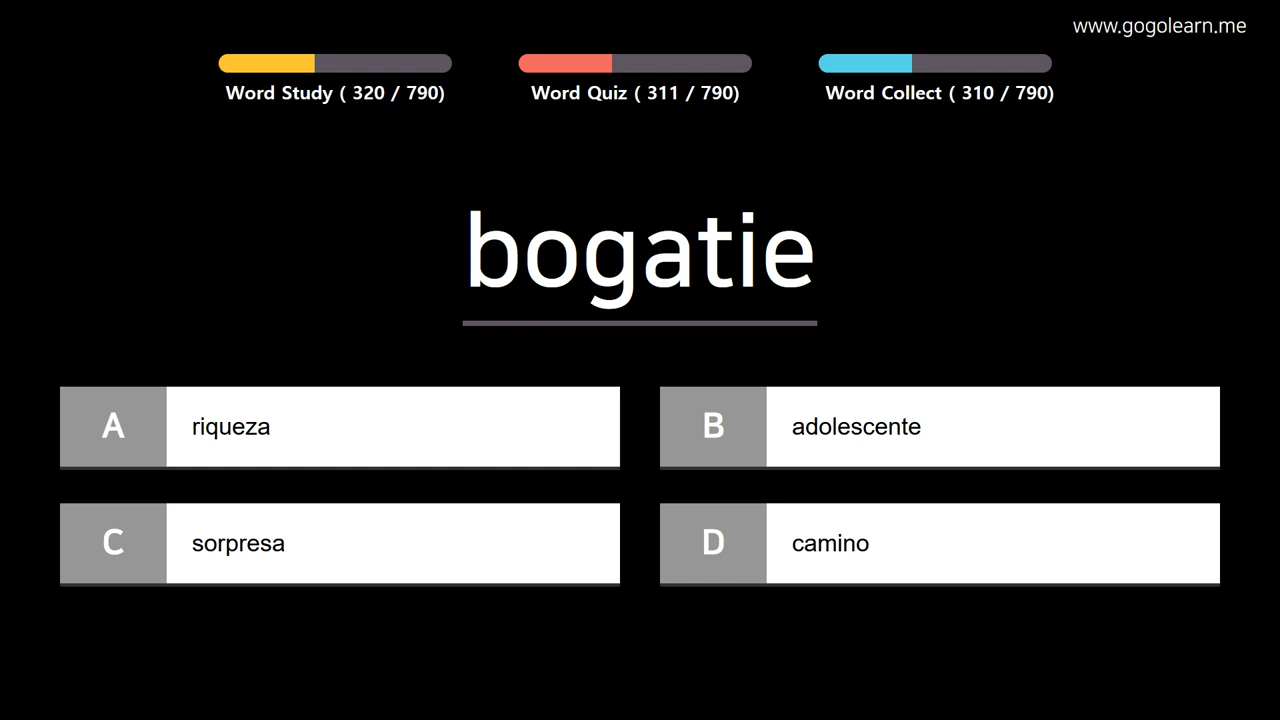 www.gogolearn.me
Word Study ( 320 / 790)
Word Quiz ( 311 / 790)
Word Collect ( 310 / 790)
bogatie
A riqueza
B adolescente
C sorpresa
D camino